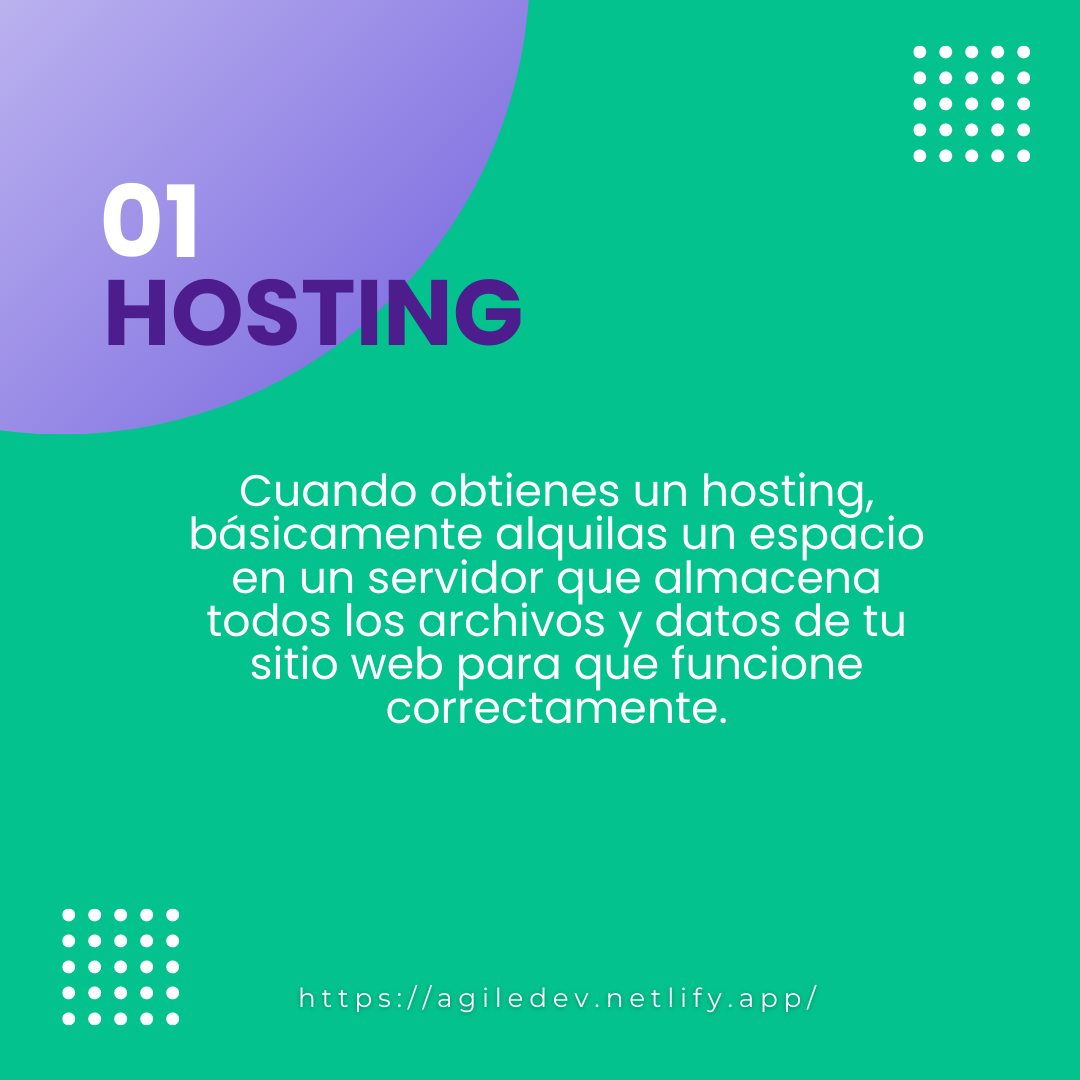 01
HOSTING
Cuando obtienes un hosting,
básicamente alquilas un espacio
en un servidor que almacena
todos los archivos y datos de tu
sitio web para que funcione
correctamente.
https://agiledev.netlify.app/